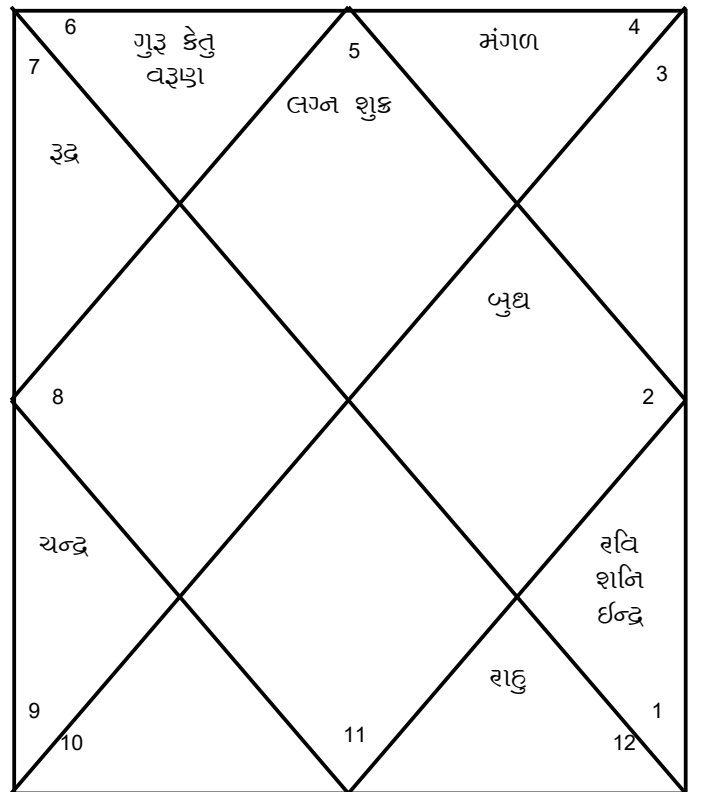 6
ગુરૂ કેતુ
વરૂણ
5
લગ્ન શુક્ર
મંગળ
4
7
3
રૂદ્ર
બુધ
8
2
ચન્દ્ર
રવિ
શનિ
ઈન્દ્ર
રાહુ
9
10
11
12
1